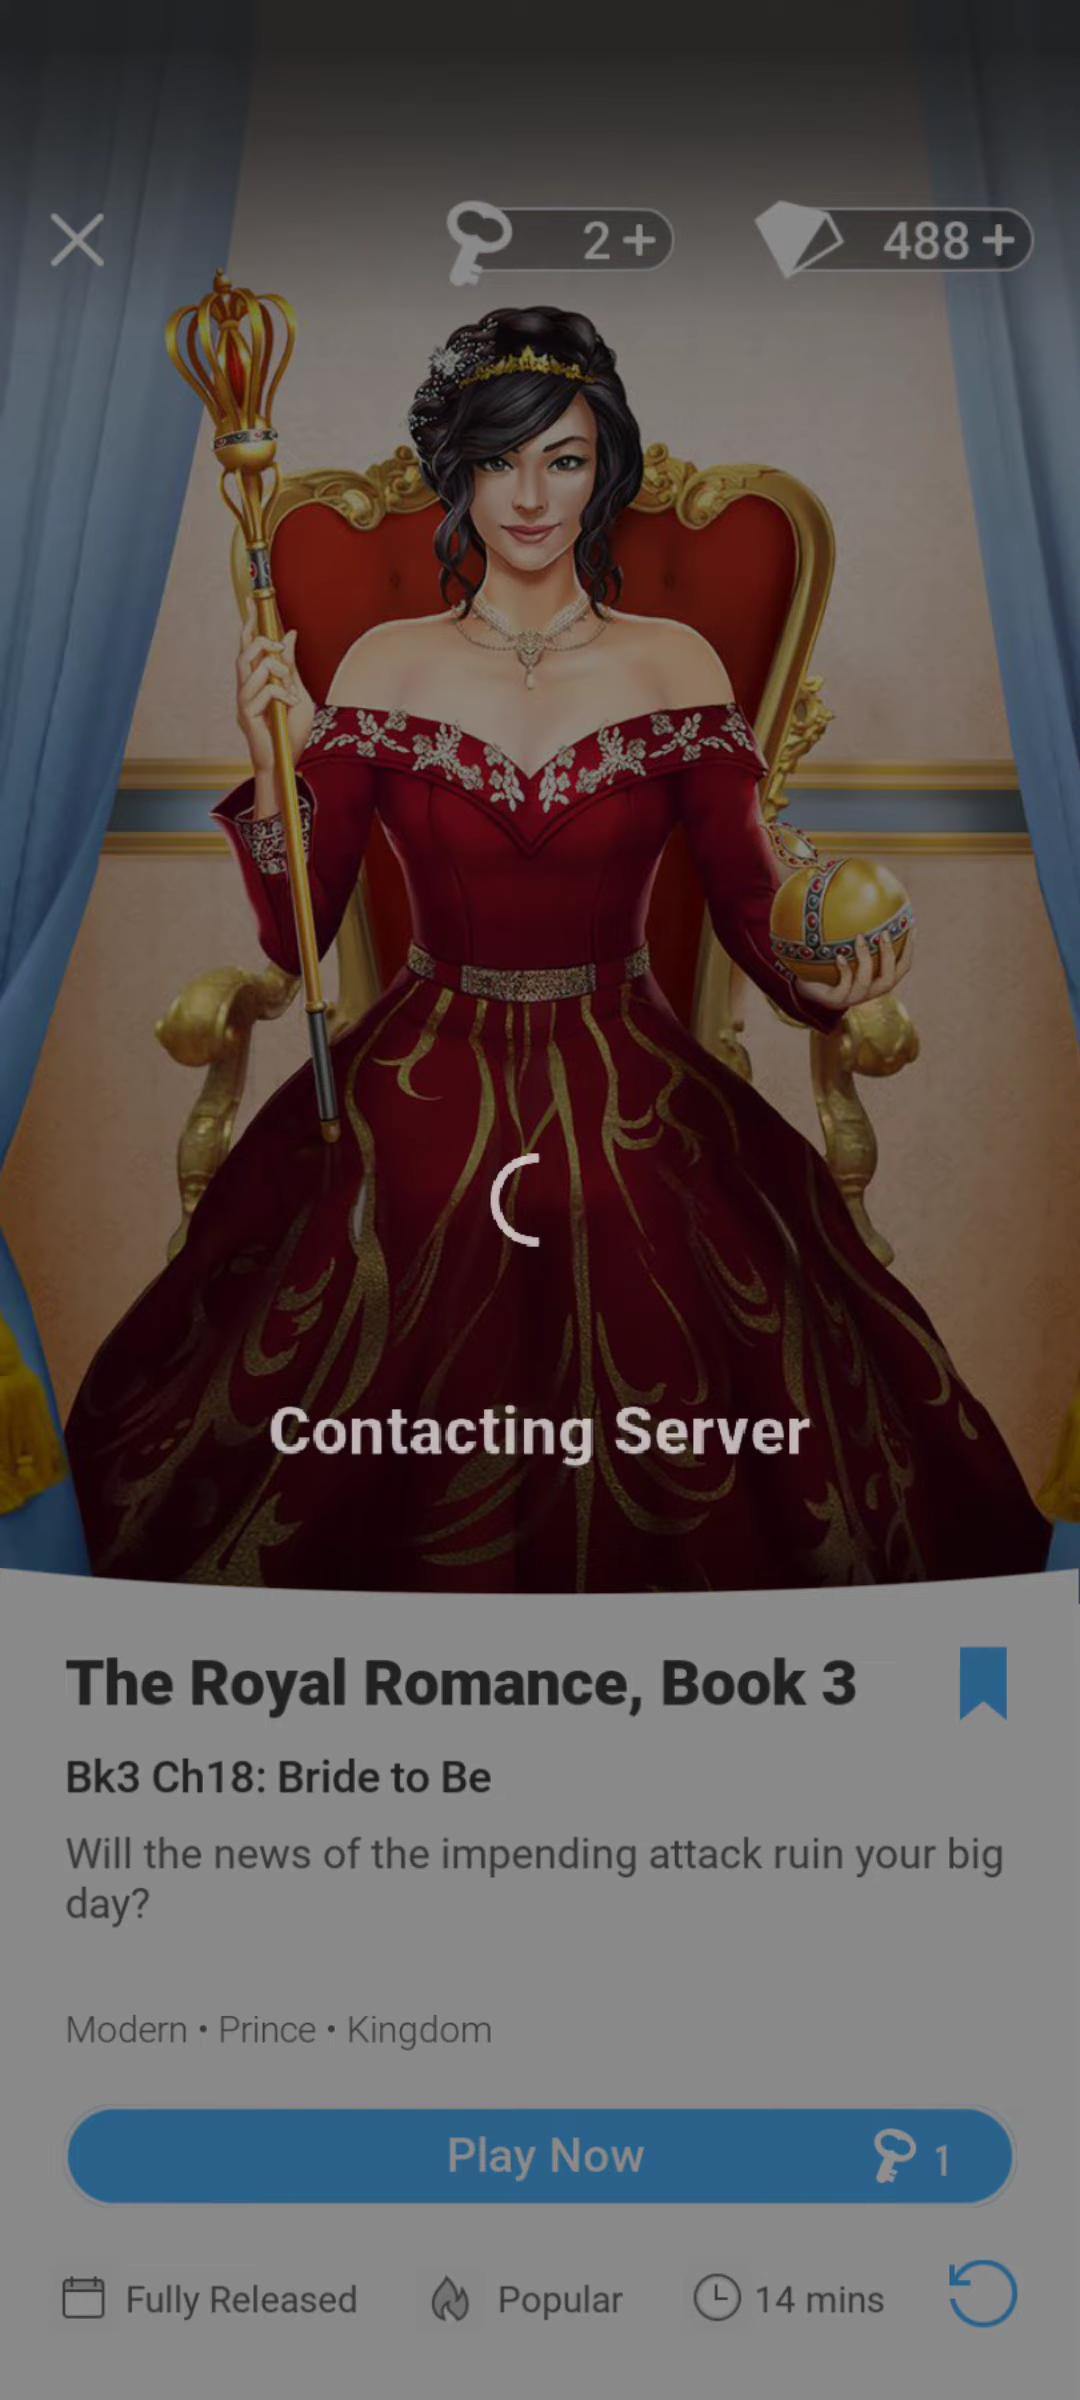 2 +
488 +
Contacting Server
The Royal Romance, Book 3
Bk3 Ch18: Bride to Be
Will the news of the impending attack ruin your big
day?
Modern • Prince • Kingdom
Play Now 1
Fully Released Popular 14 mins